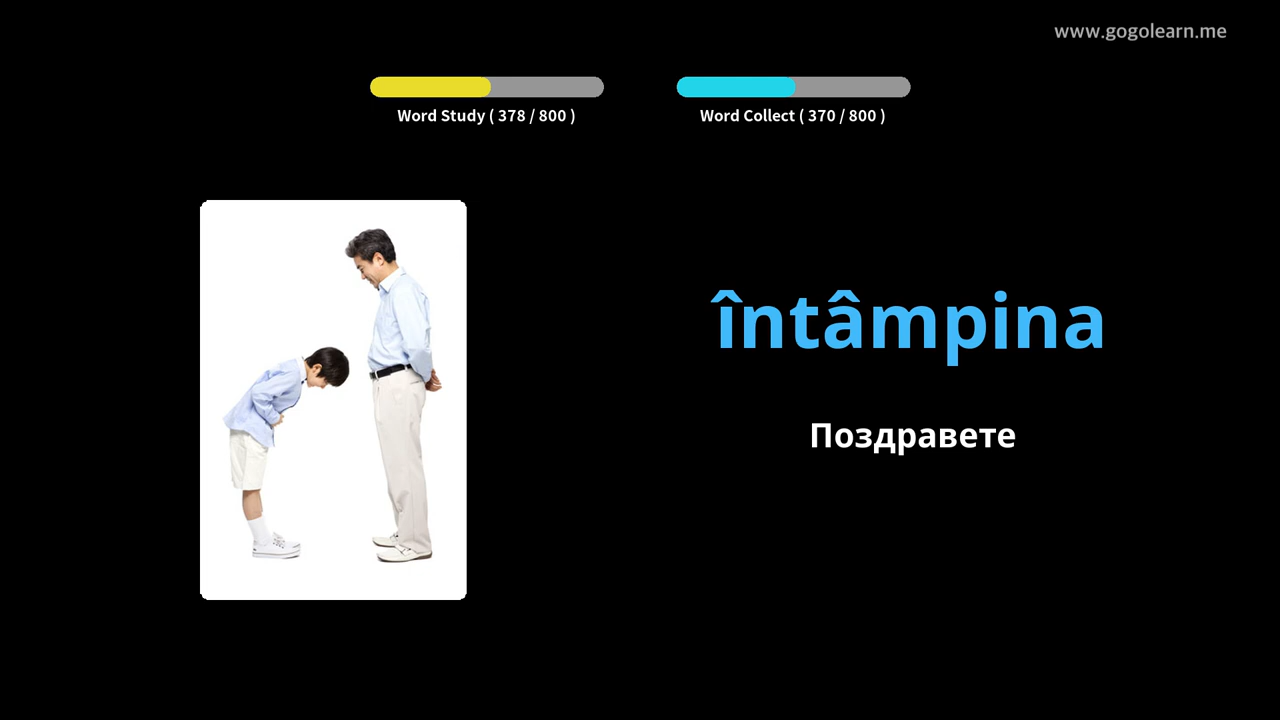 www.gogolearn.me
Word Study ( 378 / 800 )
Word Collect ( 370 / 800 )
întâmpina
Поздравете